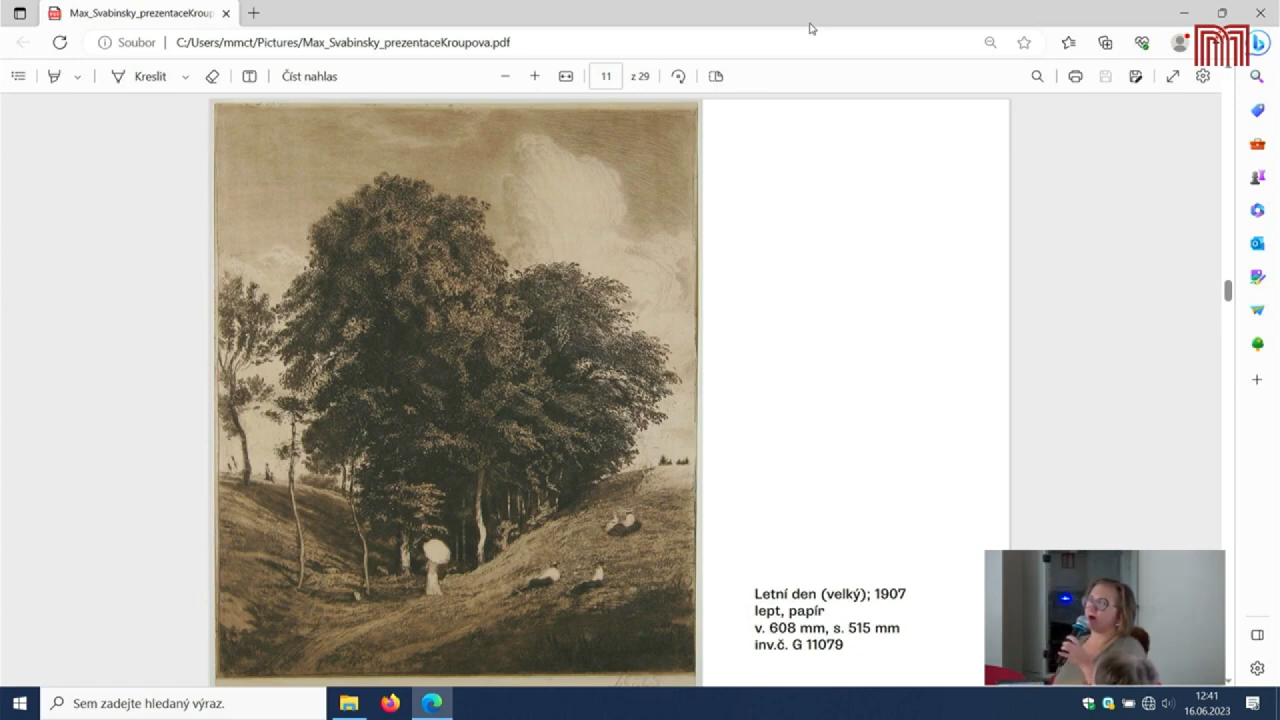 Max_Svabinsky_prezentaceKroup
Soubor
C:/Users/mmct/Pictures/Max_Svabinsky_prezentaceKroupova.pdf
Kreslit
Číst nahlas
11
z 29
Letní den (velký); 1907
lept, papír
v. 608 mm, s. 515 mm
inv.č. G 11079
Sem zadejte hledaný výraz.
12:41
16.06.2023